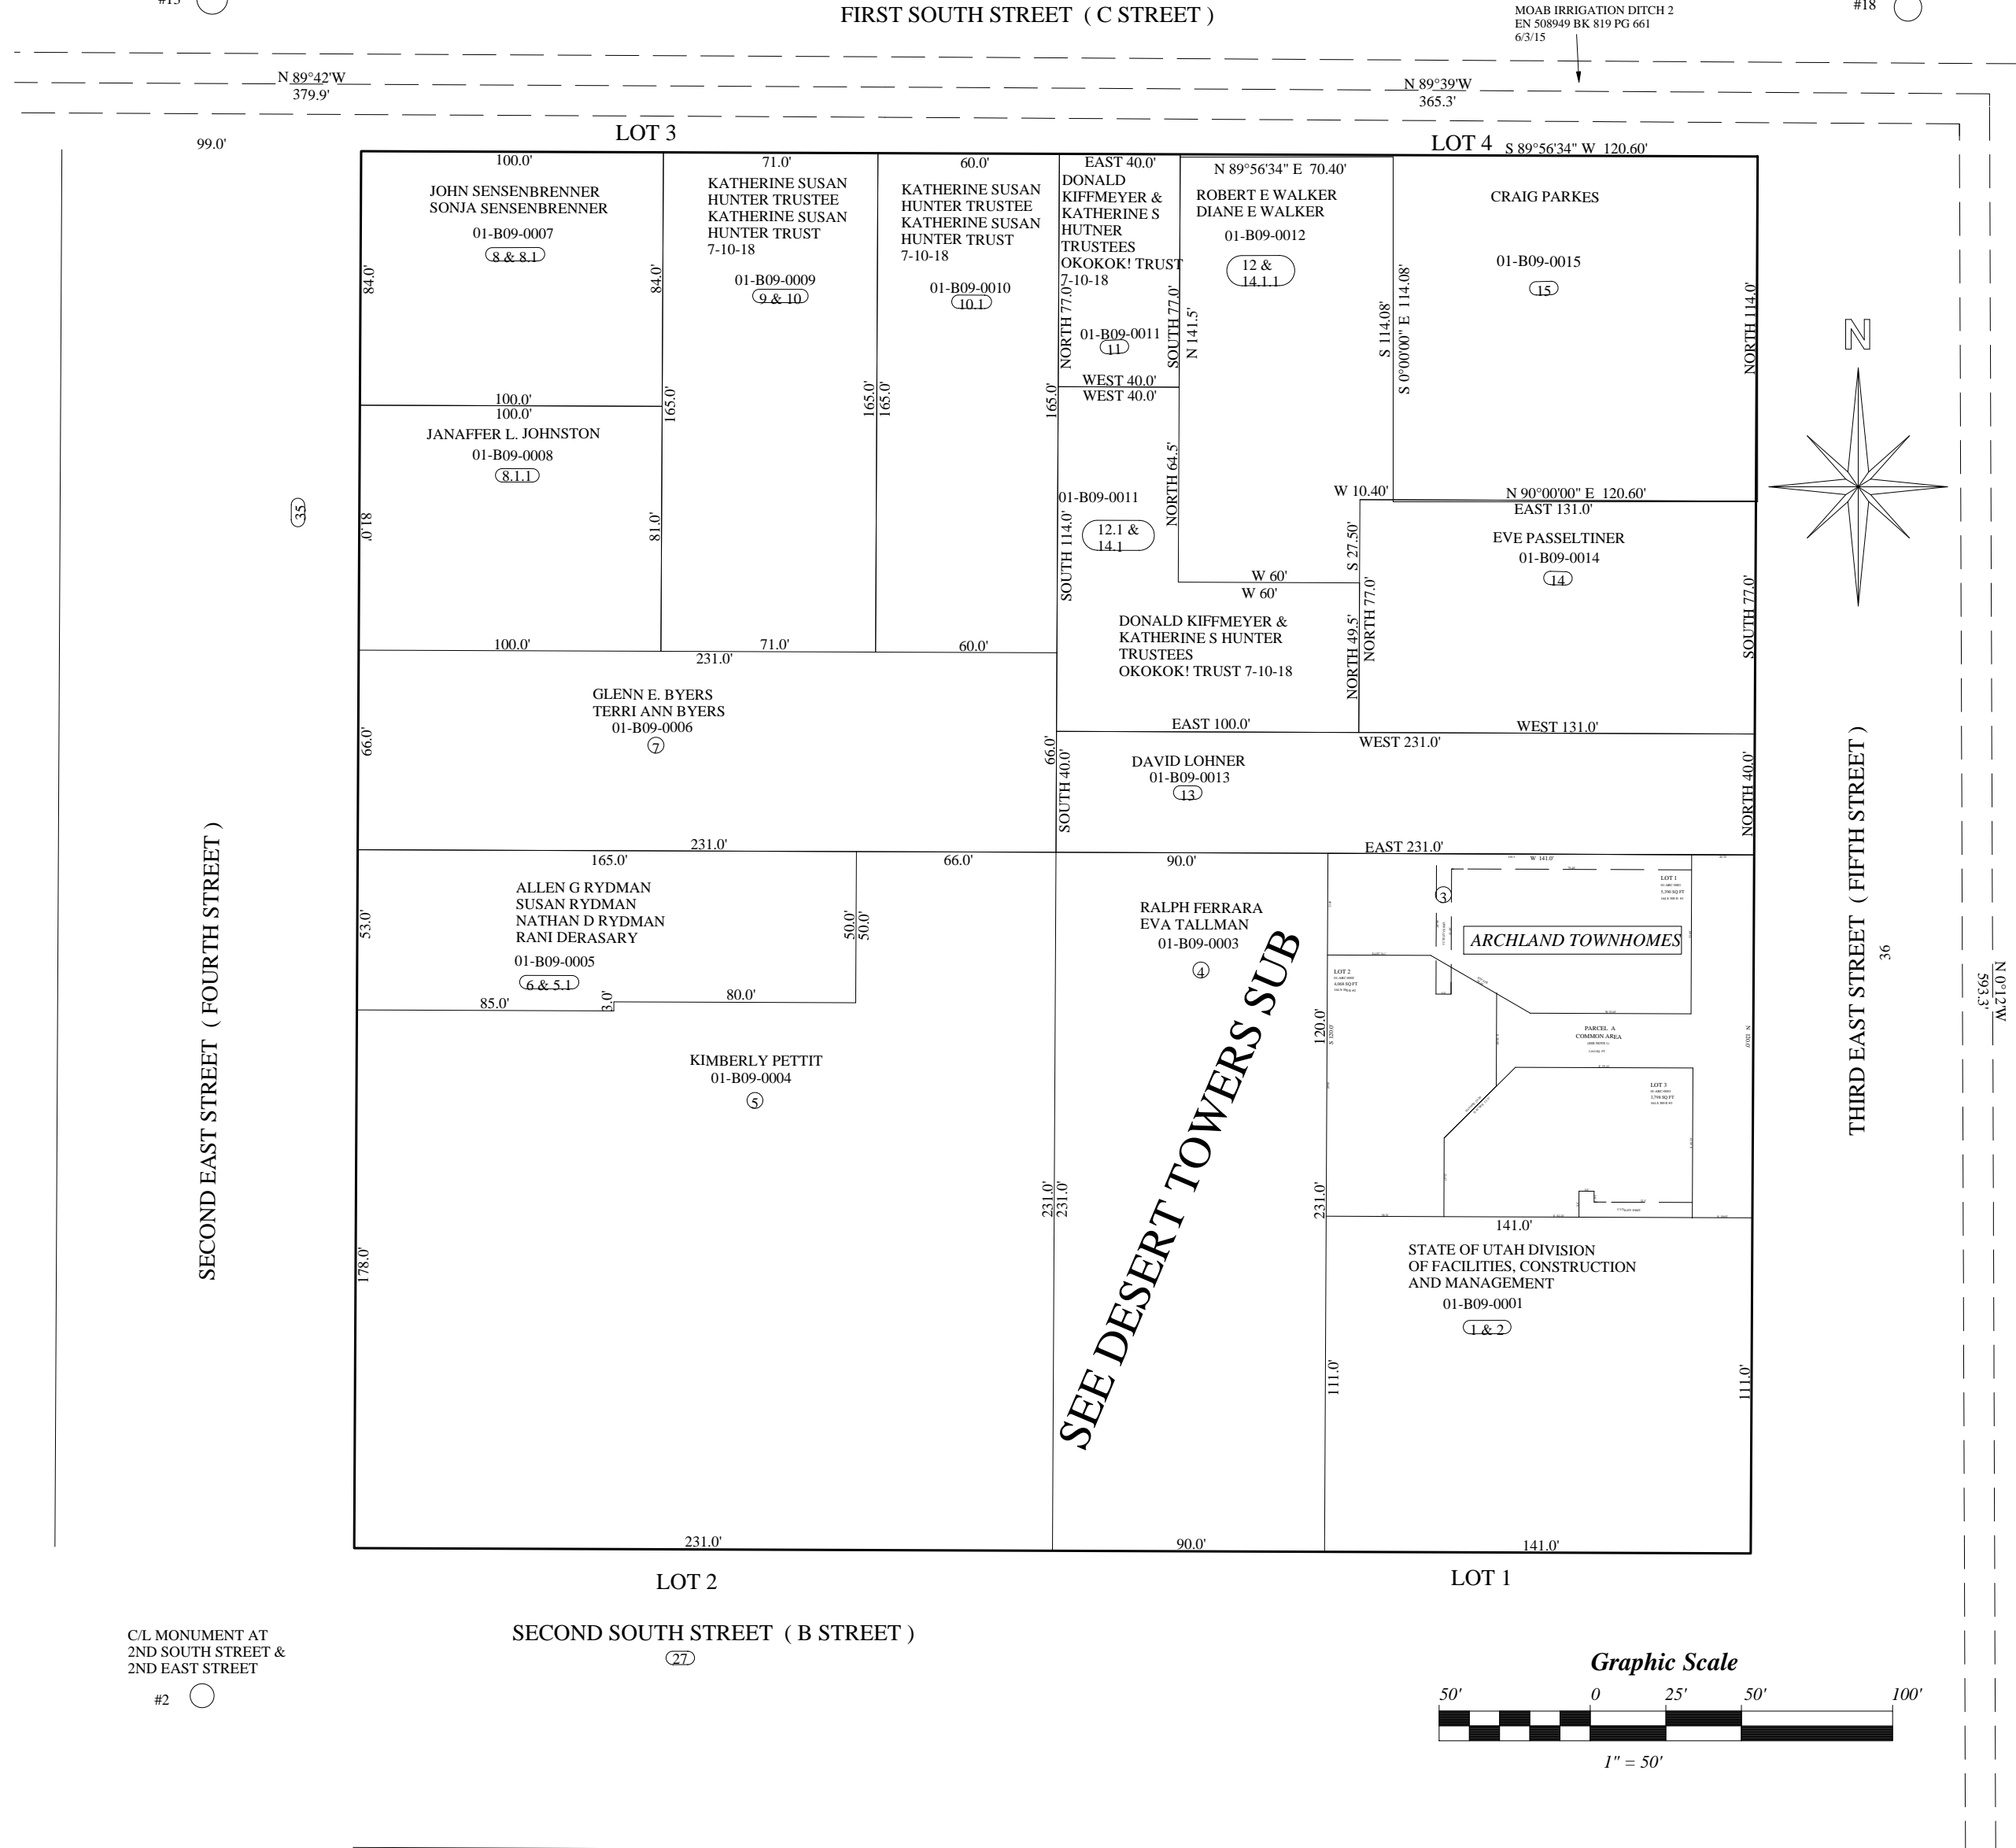 #18
FIRST SOUTH STREET ( C STREET )
MOAB IRRIGATION DITCH 2
EN 508949 BK 819 PG 661
6/3/15
N 89°42'W
379.9'
N 89°39'W
365.3'
99.0'
LOT 3
LOT 4
S 89°56'34" W 120.60'
100.0'
71.0'
60.0'
EAST 40.0'
N 89°56'34" E 70.40'
JOHN SENSENBRENNER
SONJA SENSENBRENNER
01-B09-0007
8 & 8.1
84.0'
84.0'
KATHERINE SUSAN
HUNTER TRUSTEE
KATHERINE SUSAN
HUNTER TRUST
7-10-18
01-B09-0009
9 & 10
KATHERINE SUSAN
HUNTER TRUSTEE
KATHERINE SUSAN
HUNTER TRUST
7-10-18
01-B09-0010
10.1
DONALD
KIFFMEYER &
KATHERINE S
HUTNER
TRUSTEES
OKOKOK! TRUST
7-10-18
NORTH 77.0'
SOUTH 77.0'
01-B09-0011
11
ROBERT E WALKER
DIANE E WALKER
01-B09-0012
12 &
14.1.1
N 141.5'
S 114.08'
S 0°00'00" E 114.08'
CRAIG PARKES
01-B09-0015
15
NORTH 114.0'
N
WEST 40.0'
WEST 40.0'
100.0'
100.0'
165.0'
165.0'
165.0'
165.0'
JANAFFER L. JOHNSTON
01-B09-0008
8.1.1
35
81.0'
81.0'
01-B09-0011
12.1 &
14.1
SOUTH 114.0'
NORTH 64.5'
W 10.40'
N 90°00'00" E 120.60'
EAST 131.0'
EVE PASSELTINER
01-B09-0014
14
S 27.50'
NORTH 77.0'
SOUTH 77.0'
W 60'
W 60'
NORTH 49.5'
DONALD KIFFMEYER &
KATHERINE S HUNTER
TRUSTEES
OKOKOK! TRUST 7-10-18
100.0'
71.0'
60.0'
231.0'
GLENN E. BYERS
TERRI ANN BYERS
01-B09-0006
7
66.0'
66.0'
EAST 100.0'
WEST 131.0'
WEST 231.0'
DAVID LOHNER
01-B09-0013
13
SOUTH 40.0'
NORTH 40.0'
231.0'
EAST 231.0'
165.0'
66.0'
90.0'
W 141.0'
ALLEN G RYDMAN
SUSAN RYDMAN
NATHAN D RYDMAN
RANI DERASARY
01-B09-0005
6 & 5.1
53.0'
50.0'
50.0'
85.0'
3.0'
80.0'
RALPH FERRARA
EVA TALLMAN
01-B09-0003
4
SEE DESERT TOWERS SUB
3
LOT 1
ARCHLAND TOWNHOMES
LOT 2
120.0'
S 120.0'
PARCEL A
COMMON AREA
N 120.0'
LOT 3
KIMBERLY PETTIT
01-B09-0004
5
178.0'
231.0'
231.0'
231.0'
141.0'
STATE OF UTAH DIVISION
OF FACILITIES, CONSTRUCTION
AND MANAGEMENT
01-B09-0001
1 & 2
111.0'
111.0'
231.0'
90.0'
141.0'
LOT 2
LOT 1
SECOND EAST STREET ( FOURTH STREET )
THIRD EAST STREET ( FIFTH STREET )
36
N 0°12'W
593.3'
SECOND SOUTH STREET ( B STREET )
27
C/L MONUMENT AT
2ND SOUTH STREET &
2ND EAST STREET
#2
Graphic Scale
50' 0 25' 50' 100'
1" = 50'